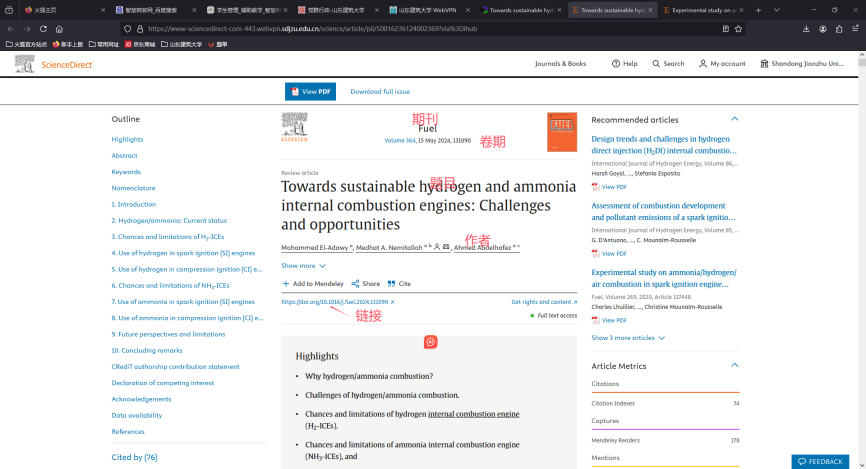 火狐主页
智慧树官网_百度搜索
学生管理_辅助教学_智慧树
党群行政-山东建筑大学
山东建筑大学 WebVPN
Towards sustainable hyd
Towards sustainable hyd
Experimental study on a
https://www-sciencedirect-com-443.webvpn.sdjzu.edu.cn/science/article/pii/S0016236124002369?via%3Dihub
火狐官方站点
新手上路
常用网址
京东商城
山东建筑大学
题单
ScienceDirect
Journals & Books
Help
Search
My account
Shandong Jianzhu Uni...
View PDF
Download full issue
Outline
Highlights
Abstract
Keywords
Nomenclature
1. Introduction
2. Hydrogen/ammonia: Current status
3. Chances and limitations of H₂-ICEs
4. Use of hydrogen in spark ignition (SI) engines
5. Use of hydrogen in compression ignition (CI) e...
6. Chances and limitations of NH₃-ICEs
7. Use of ammonia in spark ignition (SI) engines
8. Use of ammonia in compression ignition (CI) e...
9. Future perspectives and limitations
10. Concluding remarks
CRediT authorship contribution statement
Declaration of competing interest
Acknowledgements
Data availability
References
Cited by (76)
ELSEVIER
期刊
Fuel
Volume 364, 15 May 2024, 131090
卷期
FUEL
Review article
题目
Towards sustainable hydrogen and ammonia
internal combustion engines: Challenges
and opportunities
作者
Mohammed El-Adawy ᵃ, Medhat A. Nemitallah ᵃ ᵇ, Ahmed Abdelhafez ᵃ ᶜ
Show more
Add to Mendeley
Share
Cite
https://doi.org/10.1016/j.fuel.2024.131090
链接
Get rights and content
Full text access
Highlights
• Why hydrogen/ammonia combustion?
• Challenges of hydrogen/ammonia combustion.
• Chances and limitations of hydrogen internal combustion engine
(H₂-ICEs).
• Chances and limitations of ammonia internal combustion engine
(NH₃-ICEs), and
Recommended articles
Design trends and challenges in hydrogen
direct injection (H₂DI) internal combustio...
International Journal of Hydrogen Energy, Volume 86,...
Harsh Goyal, ..., Stefania Esposito
View PDF
Assessment of combustion development
and pollutant emissions of a spark ignitio...
International Journal of Hydrogen Energy, Volume 85, ...
G. D'Antuono, ..., C. Mounaïm-Rousselle
View PDF
Experimental study on ammonia/hydrogen/
air combustion in spark ignition engine...
Fuel, Volume 269, 2020, Article 117448
Charles Lhuillier, ..., Christine Mounaïm-Rousselle
View PDF
Show 3 more articles
Article Metrics
Citations
Citation Indexes 74
Captures
Mendeley Readers 178
Mentions
FEEDBACK